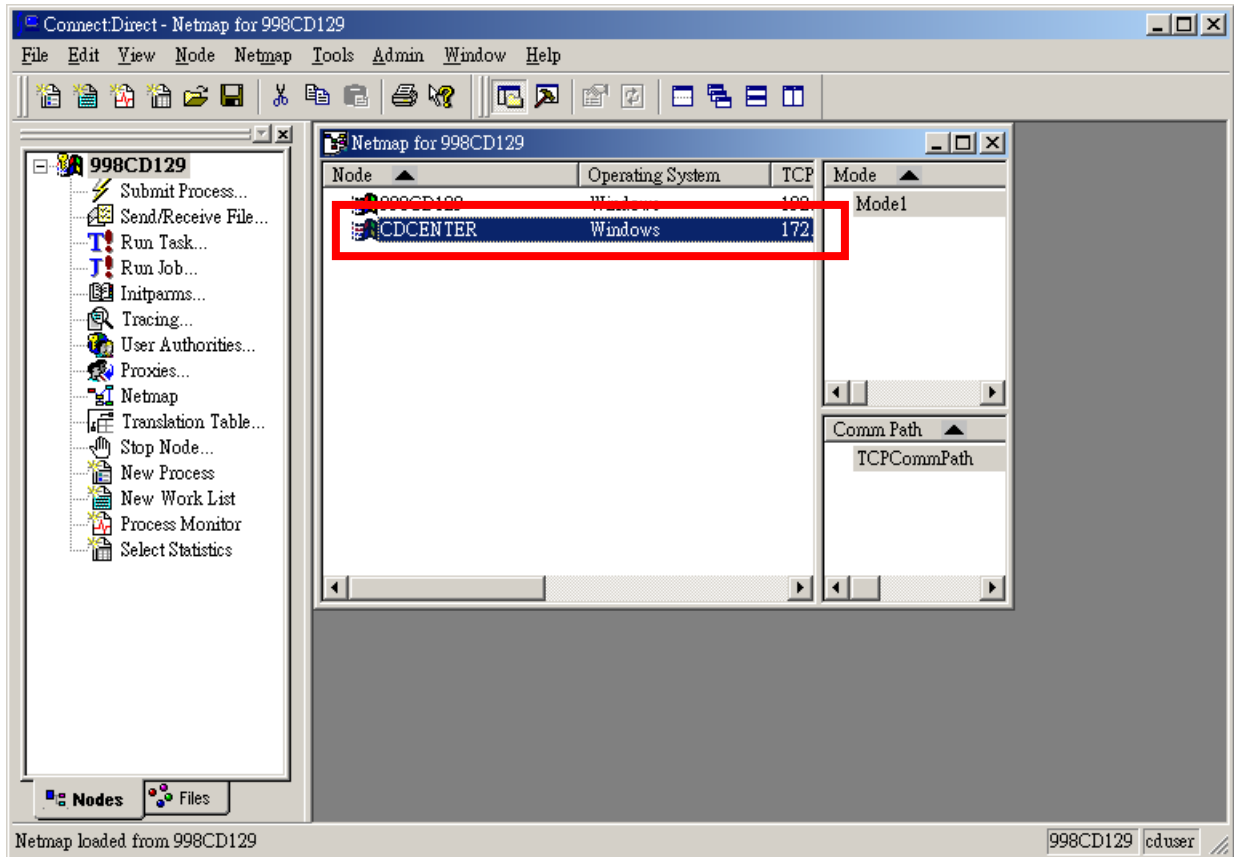 Connect:Direct - Netmap for 998CD129
File Edit View Node Netmap Tools Admin Window Help
998CD129
Submit Process...
Send/Receive File...
Run Task...
Run Job...
Initparms...
Tracing...
User Authorities...
Proxies...
Netmap
Translation Table...
Stop Node...
New Process
New Work List
Process Monitor
Select Statistics
Nodes Files
Netmap for 998CD129
Node Operating System TCP
998CD129 Windows 192.
CDCENTER Windows 172.
Mode
Mode1
Comm Path
TCPCommPath
Netmap loaded from 998CD129
998CD129 cduser